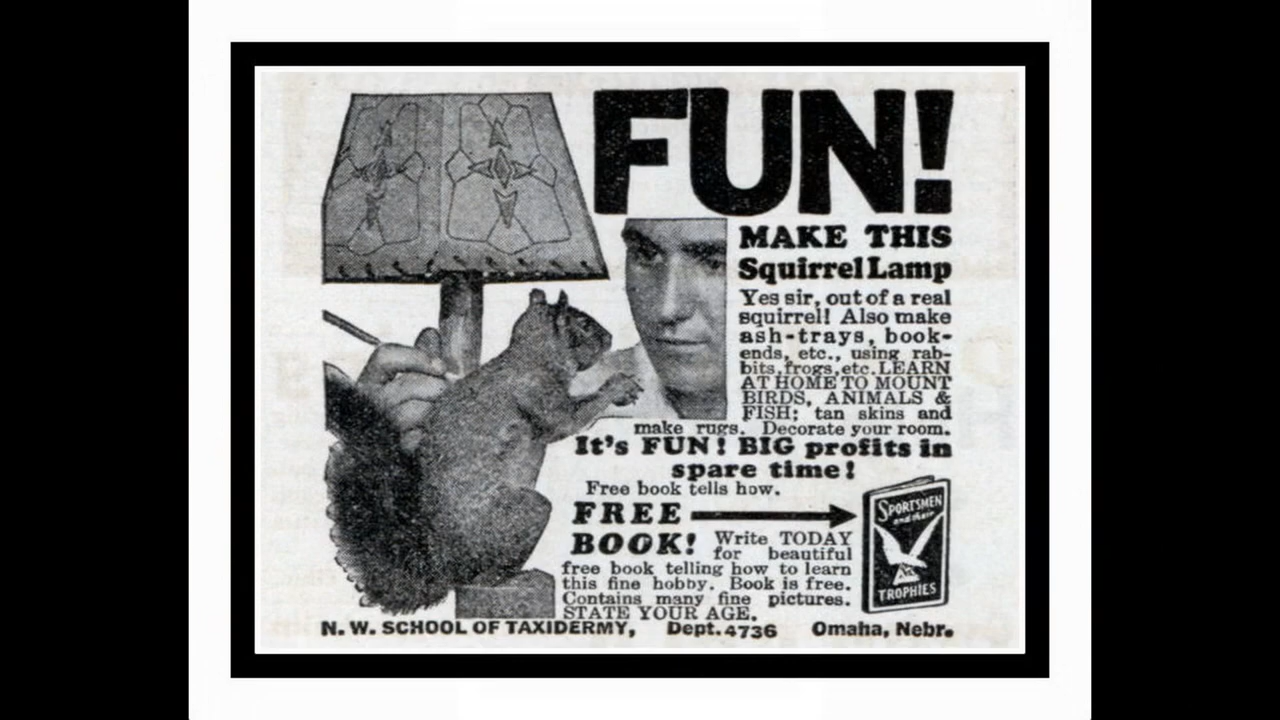 FUN!
MAKE THIS
Squirrel Lamp
Yes sir, out of a real
squirrel! Also make
ash-trays, book-
ends, etc., using rab-
bits, frogs, etc. LEARN
AT HOME TO MOUNT
BIRDS, ANIMALS &
FISH; tan skins and
make rugs. Decorate your room.
It's FUN! BIG profits in
spare time!
Free book tells how.
FREE
BOOK!
Write TODAY
for beautiful
free book telling how to learn
this fine hobby. Book is free.
Contains many fine pictures.
STATE YOUR AGE.
SPORTSMEN
and their
TROPHIES
N. W. SCHOOL OF TAXIDERMY, Dept. 4736 Omaha, Nebr.